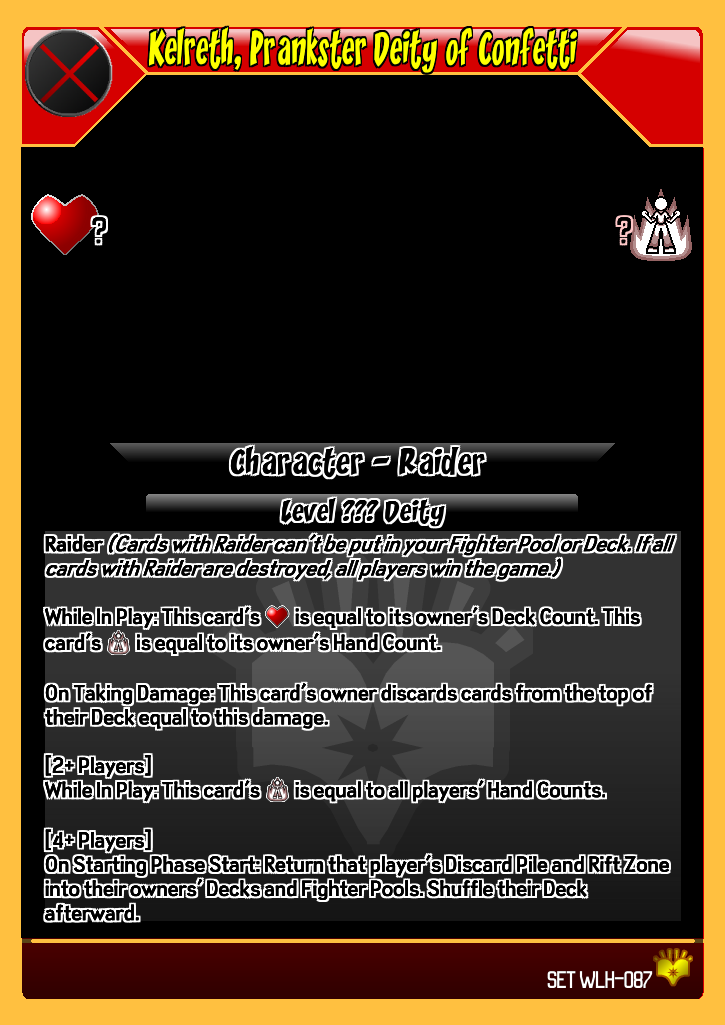 Kelreth, Prankster Deity of Confetti
?
?
Character - Raider
Level ??? Deity
Raider (Cards with Raider can't be put in your Fighter Pool or Deck. If all
cards with Raider are destroyed, all players win the game.)
While In Play: This card's is equal to its owner's Deck Count. This
card's is equal to its owner's Hand Count.
On Taking Damage: This card's owner discards cards from the top of
their Deck equal to this damage.
[2+ Players]
While In Play: This card's is equal to all players' Hand Counts.
[4+ Players]
On Starting Phase Start: Return that player's Discard Pile and Rift Zone
into their owners' Decks and Fighter Pools. Shuffle their Deck
afterward.
SET WLH-087